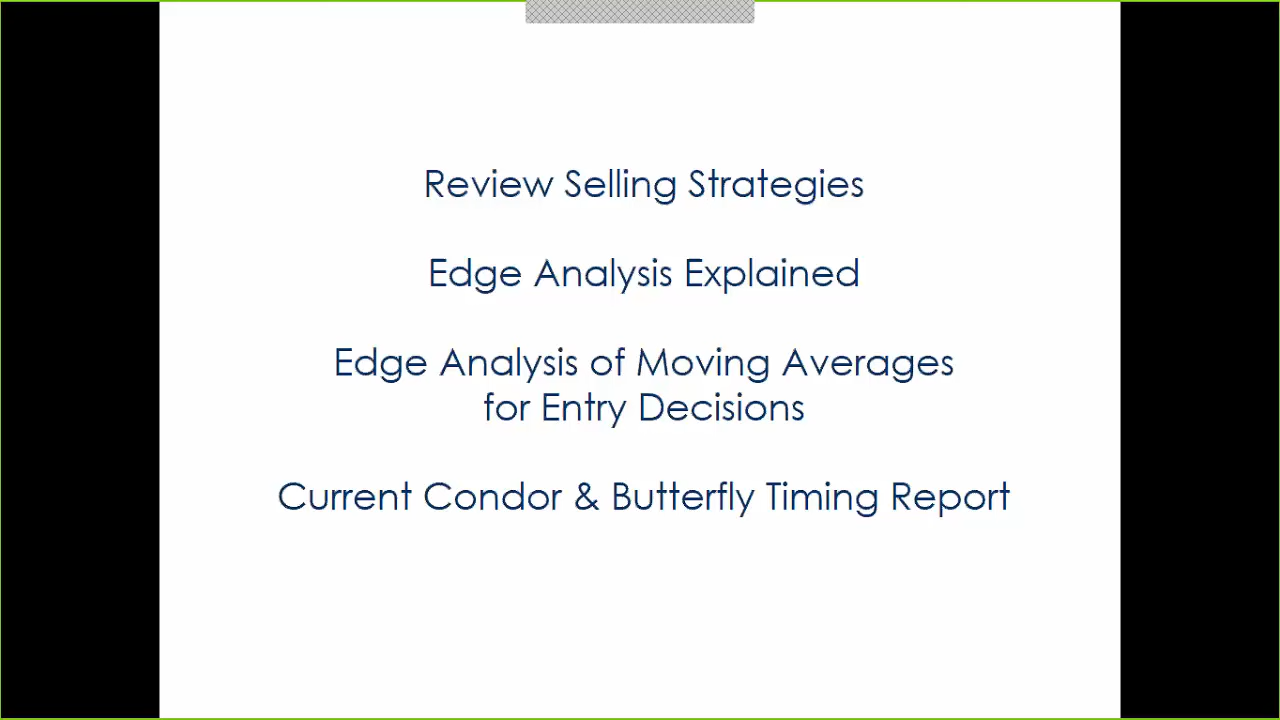 Review Selling Strategies
Edge Analysis Explained
Edge Analysis of Moving Averages
for Entry Decisions
Current Condor & Butterfly Timing Report